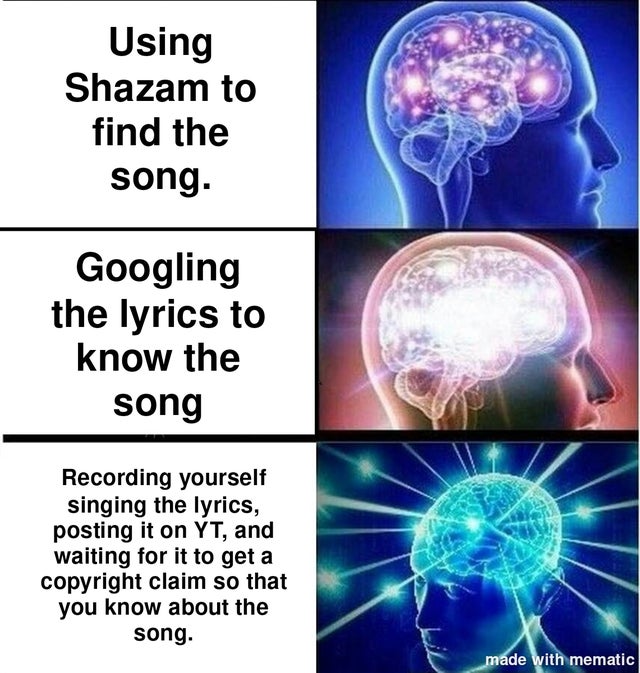 Using
Shazam to
find the
song.
Googling
the lyrics to
know the
song
Recording yourself
singing the lyrics,
posting it on YT, and
waiting for it to get a
copyright claim so that
you know about the
song.
made with mematic